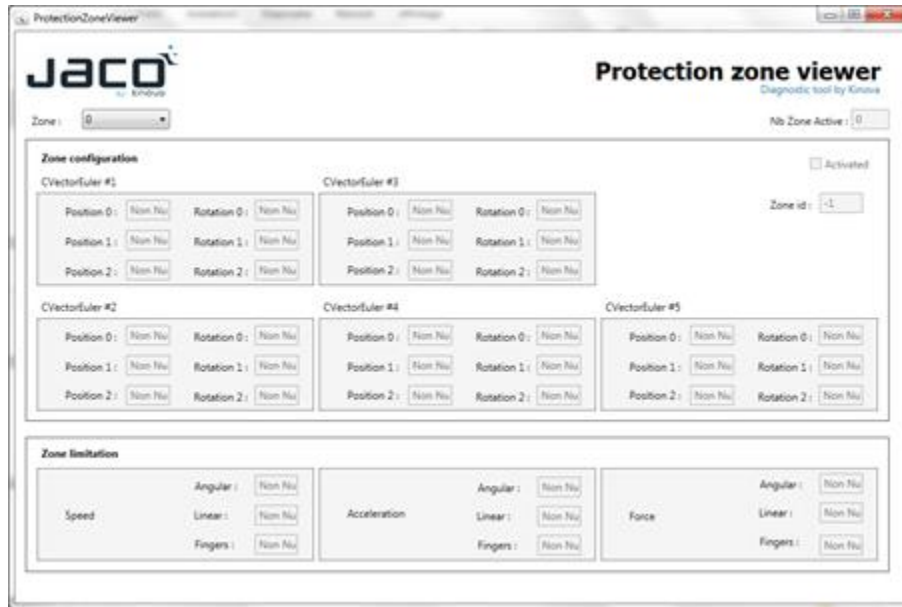 ProtectionZoneViewer
Jaco
by Kinova
Protection zone viewer
Diagnostic tool by Kinova
Zone : 0
Nb Zone Active : 0
Zone configuration
Activated
Zone id : -1
CVectorEuler #1
Position 0 : Non Nu Rotation 0 : Non Nu
Position 1 : Non Nu Rotation 1 : Non Nu
Position 2 : Non Nu Rotation 2 : Non Nu
CVectorEuler #3
Position 0 : Non Nu Rotation 0 : Non Nu
Position 1 : Non Nu Rotation 1 : Non Nu
Position 2 : Non Nu Rotation 2 : Non Nu
CVectorEuler #2
Position 0 : Non Nu Rotation 0 : Non Nu
Position 1 : Non Nu Rotation 1 : Non Nu
Position 2 : Non Nu Rotation 2 : Non Nu
CVectorEuler #4
Position 0 : Non Nu Rotation 0 : Non Nu
Position 1 : Non Nu Rotation 1 : Non Nu
Position 2 : Non Nu Rotation 2 : Non Nu
CVectorEuler #5
Position 0 : Non Nu Rotation 0 : Non Nu
Position 1 : Non Nu Rotation 1 : Non Nu
Position 2 : Non Nu Rotation 2 : Non Nu
Zone limitation
Speed
Angular : Non Nu
Linear : Non Nu
Fingers : Non Nu
Acceleration
Angular : Non Nu
Linear : Non Nu
Fingers : Non Nu
Force
Angular : Non Nu
Linear : Non Nu
Fingers : Non Nu